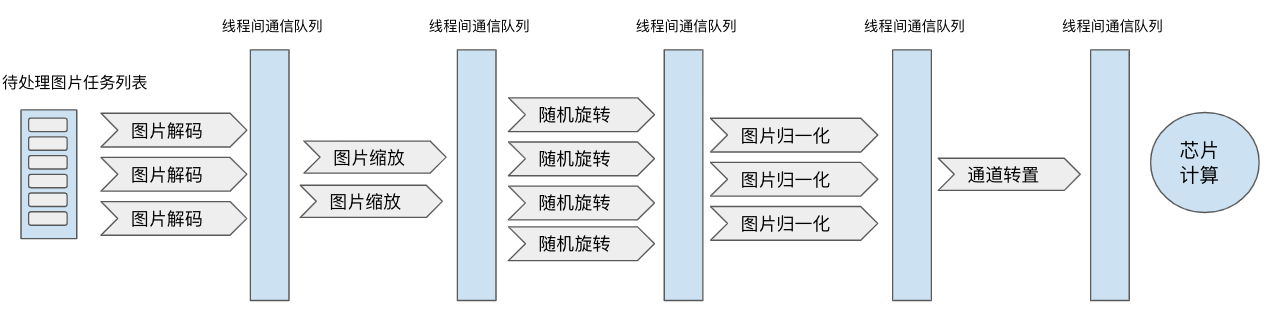 线程间通信队列
线程间通信队列
线程间通信队列
线程间通信队列
线程间通信队列
待处理图片任务列表
图片解码
图片解码
图片解码
图片缩放
图片缩放
随机旋转
随机旋转
随机旋转
随机旋转
图片归一化
图片归一化
图片归一化
通道转置
芯片
计算